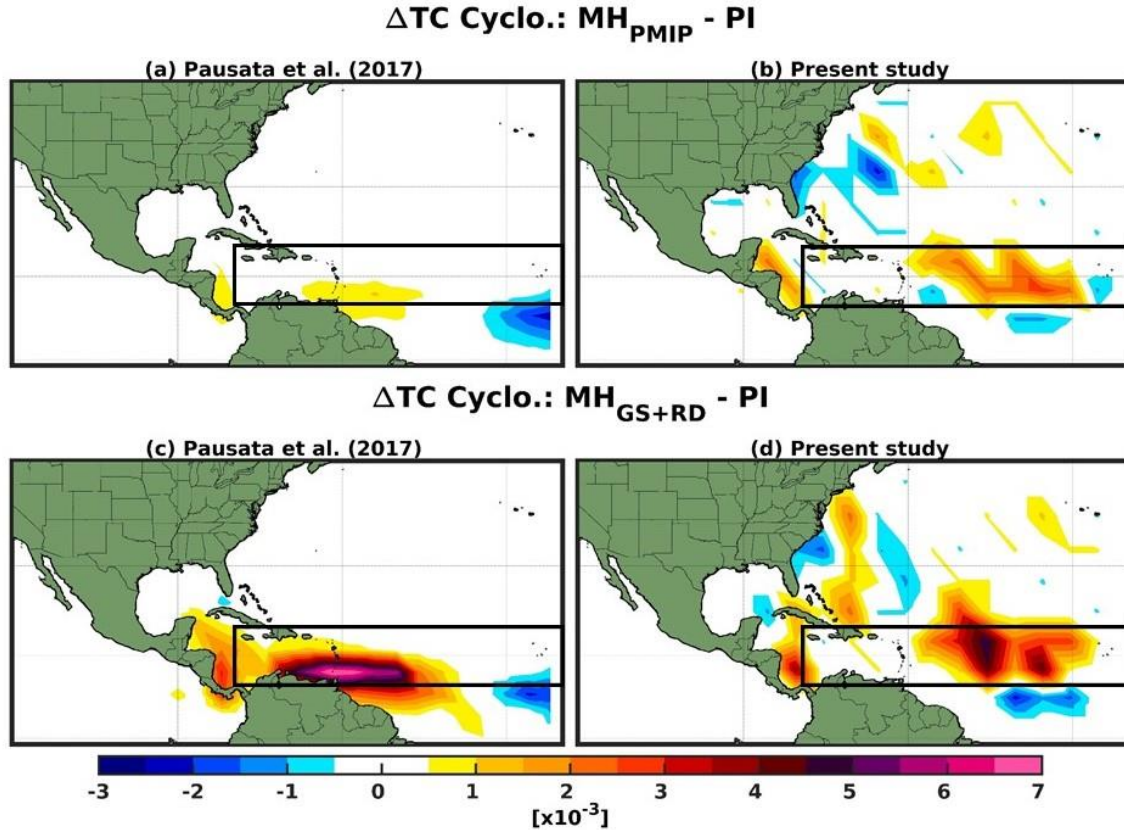 ΔTC Cyclo.: MH_PMIP - PI
(a) Pausata et al. (2017)
(b) Present study
ΔTC Cyclo.: MH_GS+RD - PI
(c) Pausata et al. (2017)
(d) Present study
-3 -2 -1 0 1 2 3 4 5 6 7
[x10⁻³]